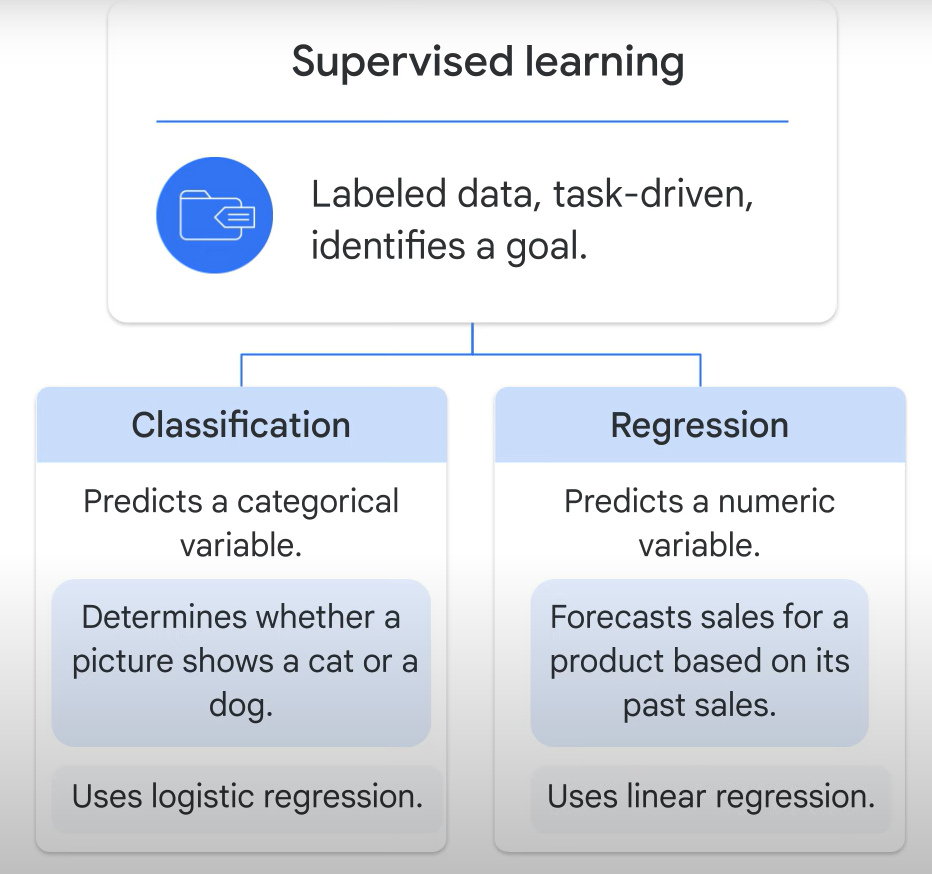 Supervised learning
Labeled data, task-driven,
identifies a goal.
Classification
Predicts a categorical
variable.
Determines whether a
picture shows a cat or a
dog.
Uses logistic regression.
Regression
Predicts a numeric
variable.
Forecasts sales for a
product based on its
past sales.
Uses linear regression.